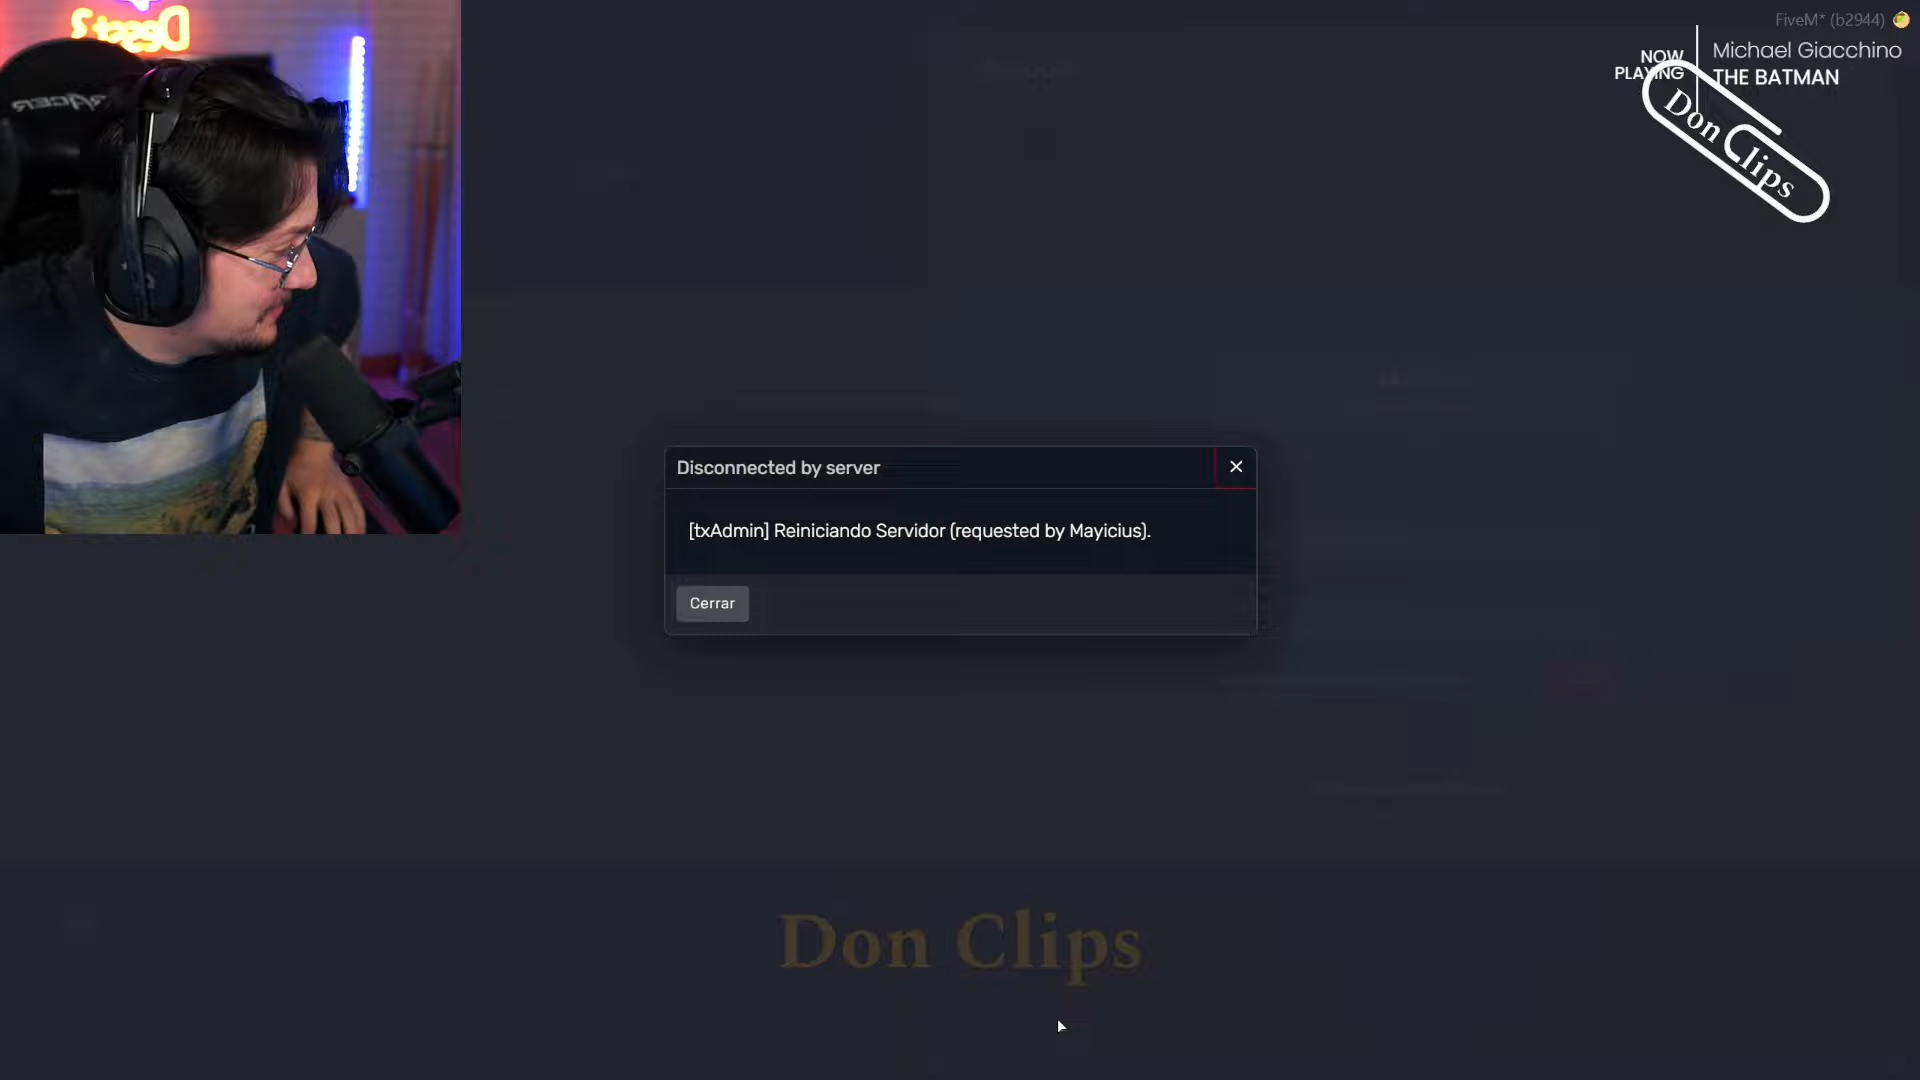 FiveM* (b2944)
NOW PLAYING
Michael Giacchino
THE BATMAN
Don Clips
Disconnected by server
[txAdmin] Reiniciando Servidor (requested by Mayicius).
Cerrar
Don Clips